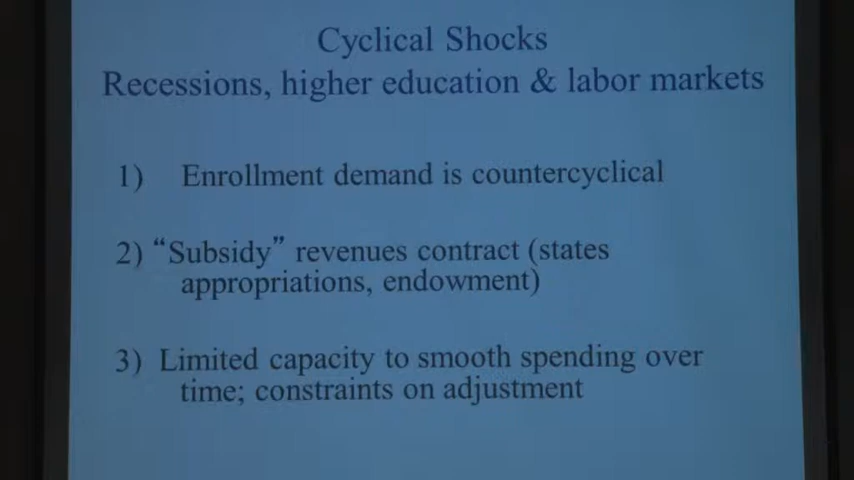 Cyclical Shocks
Recessions, higher education & labor markets
1) Enrollment demand is countercyclical
2) “Subsidy” revenues contract (states
appropriations, endowment)
3) Limited capacity to smooth spending over
time; constraints on adjustment